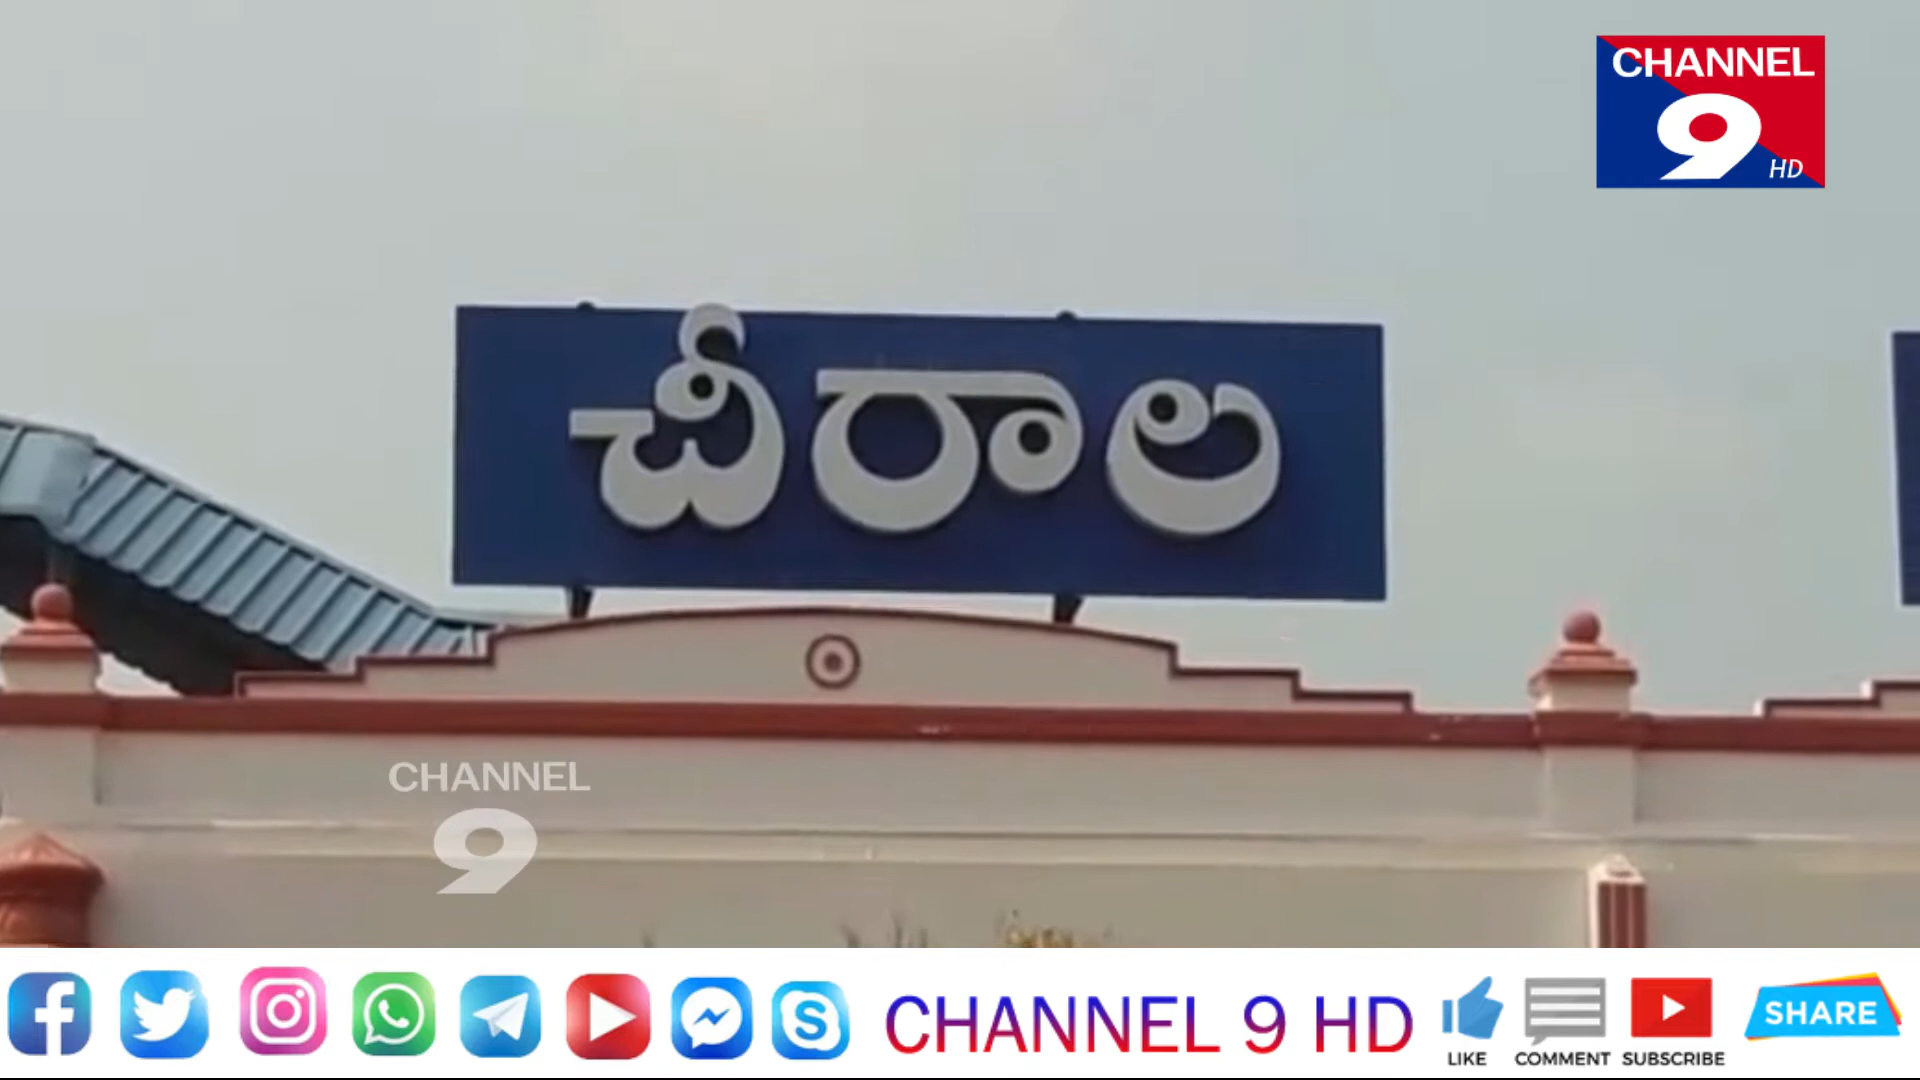 CHANNEL
9
HD
చీరాల
CHANNEL
9
CHANNEL 9 HD
LIKE
COMMENT
SUBSCRIBE
SHARE